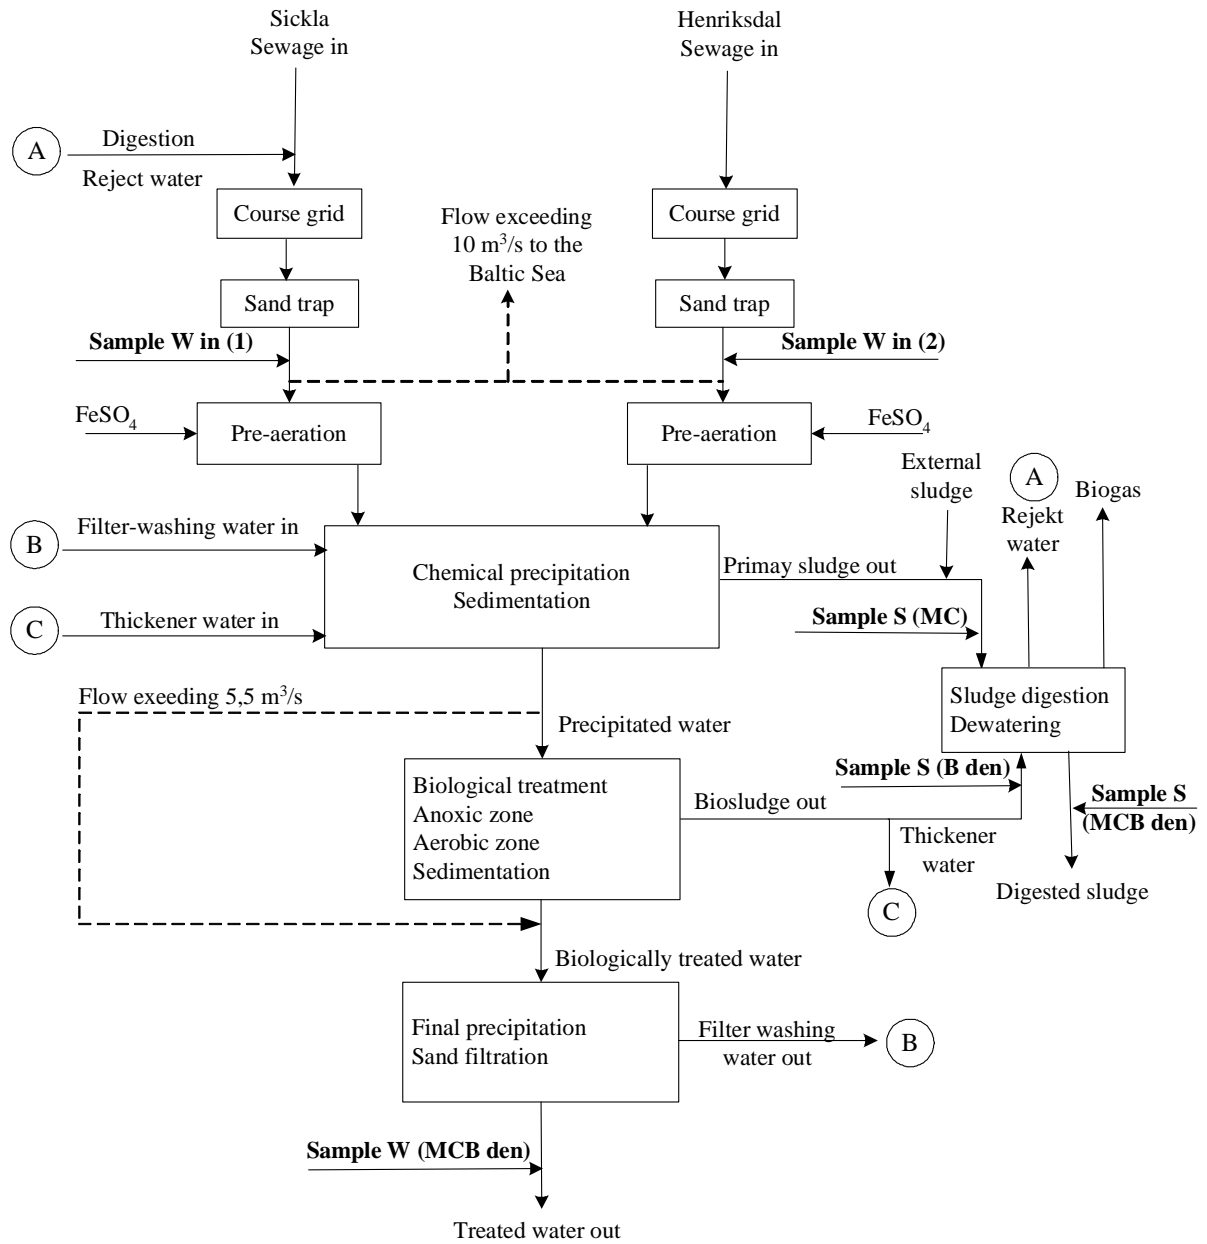 Sickla
Sewage in
Henriksdal
Sewage in
A
Digestion
Reject water
Course grid
Course grid
Flow exceeding
10 m³/s to the
Baltic Sea
Sand trap
Sand trap
Sample W in (1)
Sample W in (2)
FeSO₄
Pre-aeration
Pre-aeration
FeSO₄
External
sludge
A
Rejekt
water
Biogas
B
Filter-washing water in
Chemical precipitation
Sedimentation
Primay sludge out
C
Thickener water in
Sample S (MC)
Flow exeeding 5,5 m³/s
Precipitated water
Sludge digestion
Dewatering
Biological treatment
Anoxic zone
Aerobic zone
Sedimentation
Biosludge out
Sample S (B den)
Sample S
(MCB den)
Thickener
water
C
Digested sludge
Biologically treated water
Final precipitation
Sand filtration
Filter washing
water out
B
Sample W (MCB den)
Treated water out